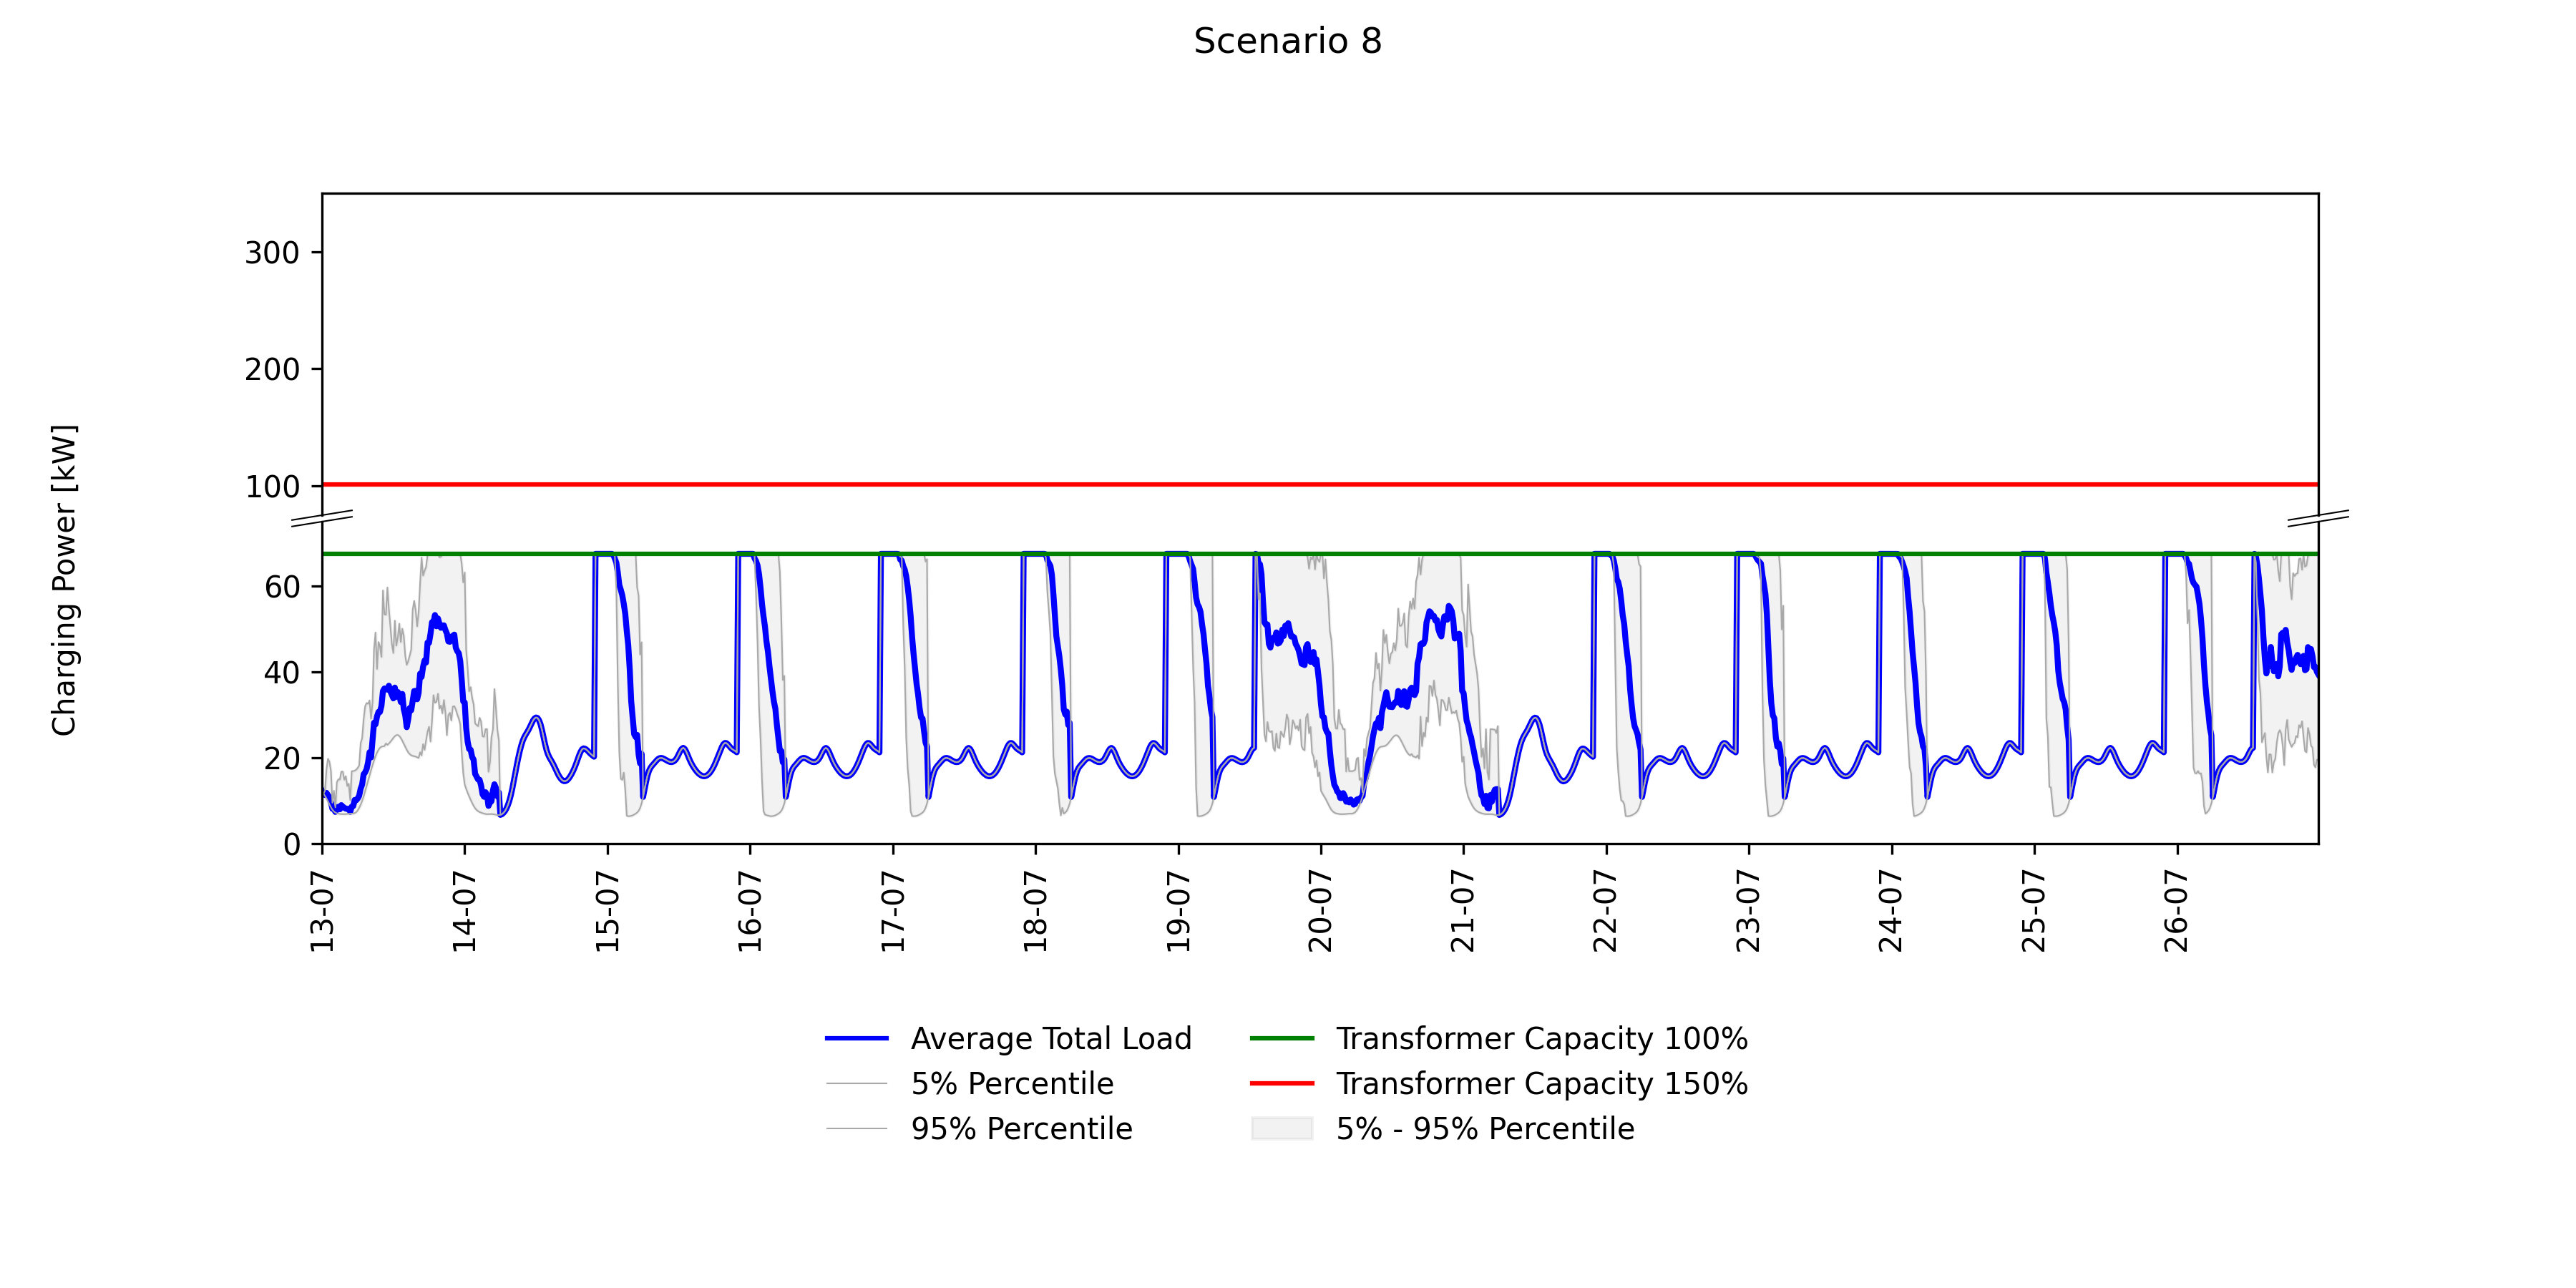 Scenario 8
Charging Power [kW]
300
200
100
60
40
20
0
13-07
14-07
15-07
16-07
17-07
18-07
19-07
20-07
21-07
22-07
23-07
24-07
25-07
26-07
Average Total Load
5% Percentile
95% Percentile
Transformer Capacity 100%
Transformer Capacity 150%
5% - 95% Percentile